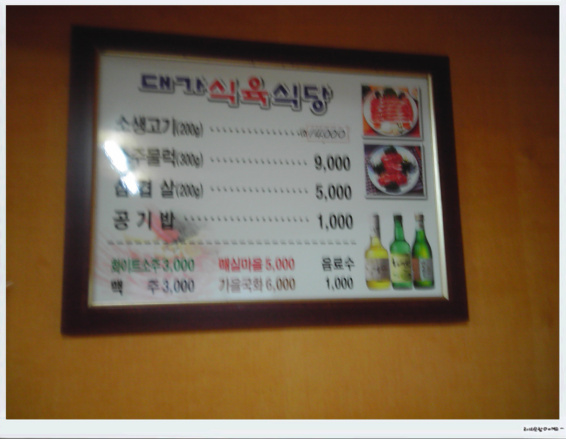 대가식육식당
소생고기(200g)
주물럭(300g) 9,000
삼겹살(200g) 5,000
공기밥 1,000
화이트소주 3,000 매실마을 5,000 음료수
맥 주 3,000 가을국화 6,000 1,000